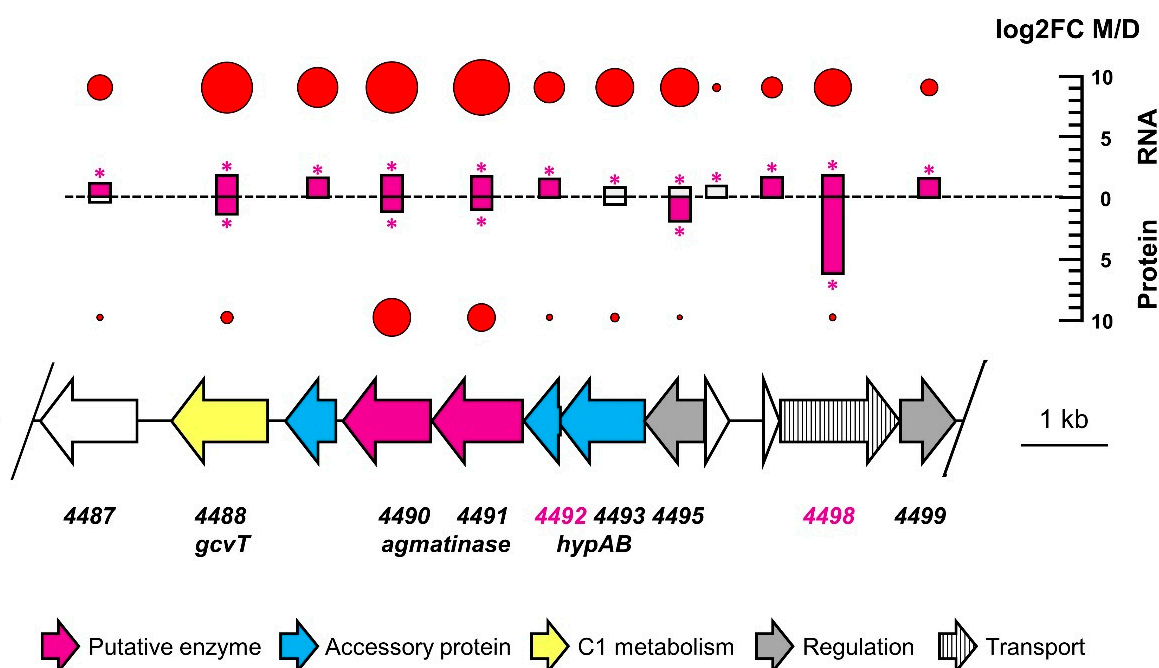 log2FC M/D
10
5
0
5
10
RNA
Protein
* * * * * * * * * * * *
* * * * *
1 kb
4487 4488 4490 4491 4492 4493 4495 4498 4499
gcvT agmatinase hypAB
Putative enzyme Accessory protein C1 metabolism Regulation Transport